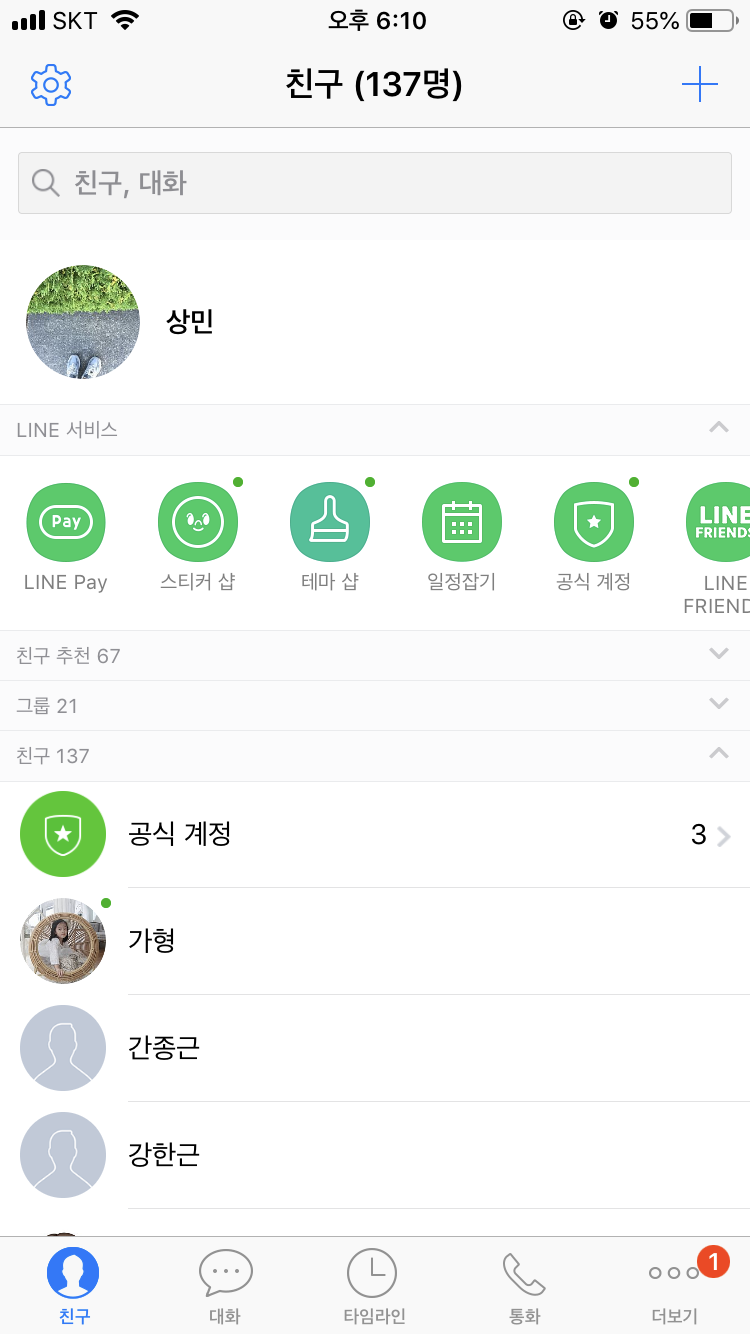 SKT 오후 6:10 55%
친구 (137명)
친구, 대화
상민
LINE 서비스
Pay
LINE
FRIENDS
LINE Pay 스티커 샵 테마 샵 일정잡기 공식 계정 LINE
FRIEND
친구 추천 67
그룹 21
친구 137
공식 계정 3
가형
간종근
강한근
1
친구 대화 타임라인 통화 더보기